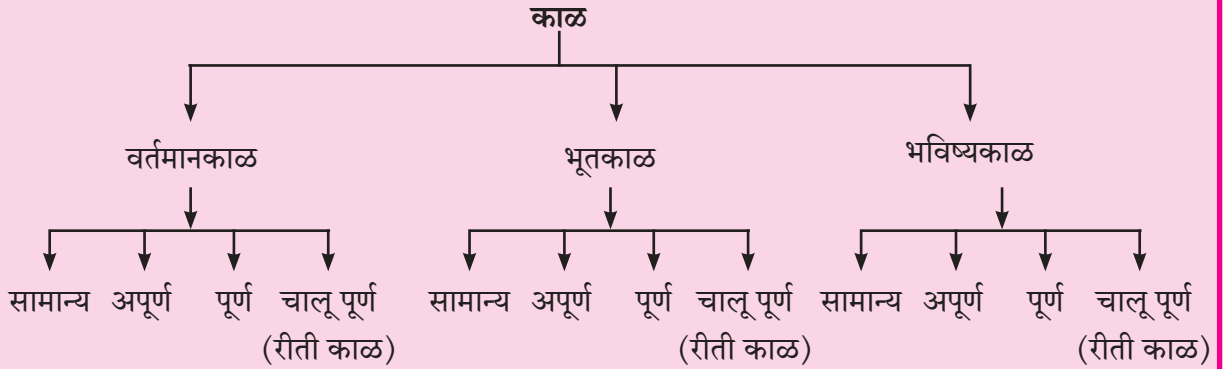 काळ
वर्तमानकाळ भूतकाळ भविष्यकाळ
सामान्य अपूर्ण पूर्ण चालू पूर्ण सामान्य अपूर्ण पूर्ण चालू पूर्ण सामान्य अपूर्ण पूर्ण चालू पूर्ण
(रीती काळ) (रीती काळ) (रीती काळ)